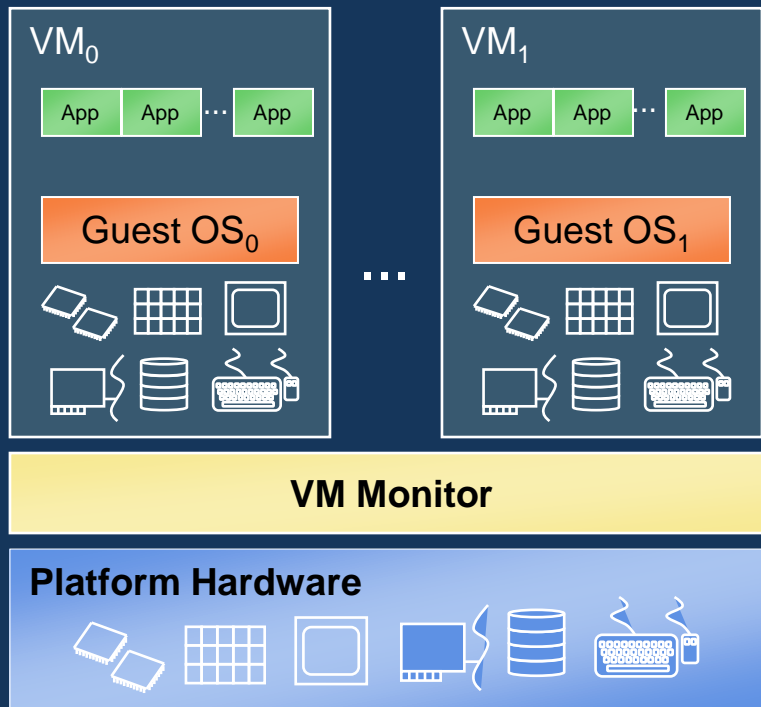 VM₀
App App ... App
Guest OS₀
VM₁
App App ... App
Guest OS₁
...
VM Monitor
Platform Hardware